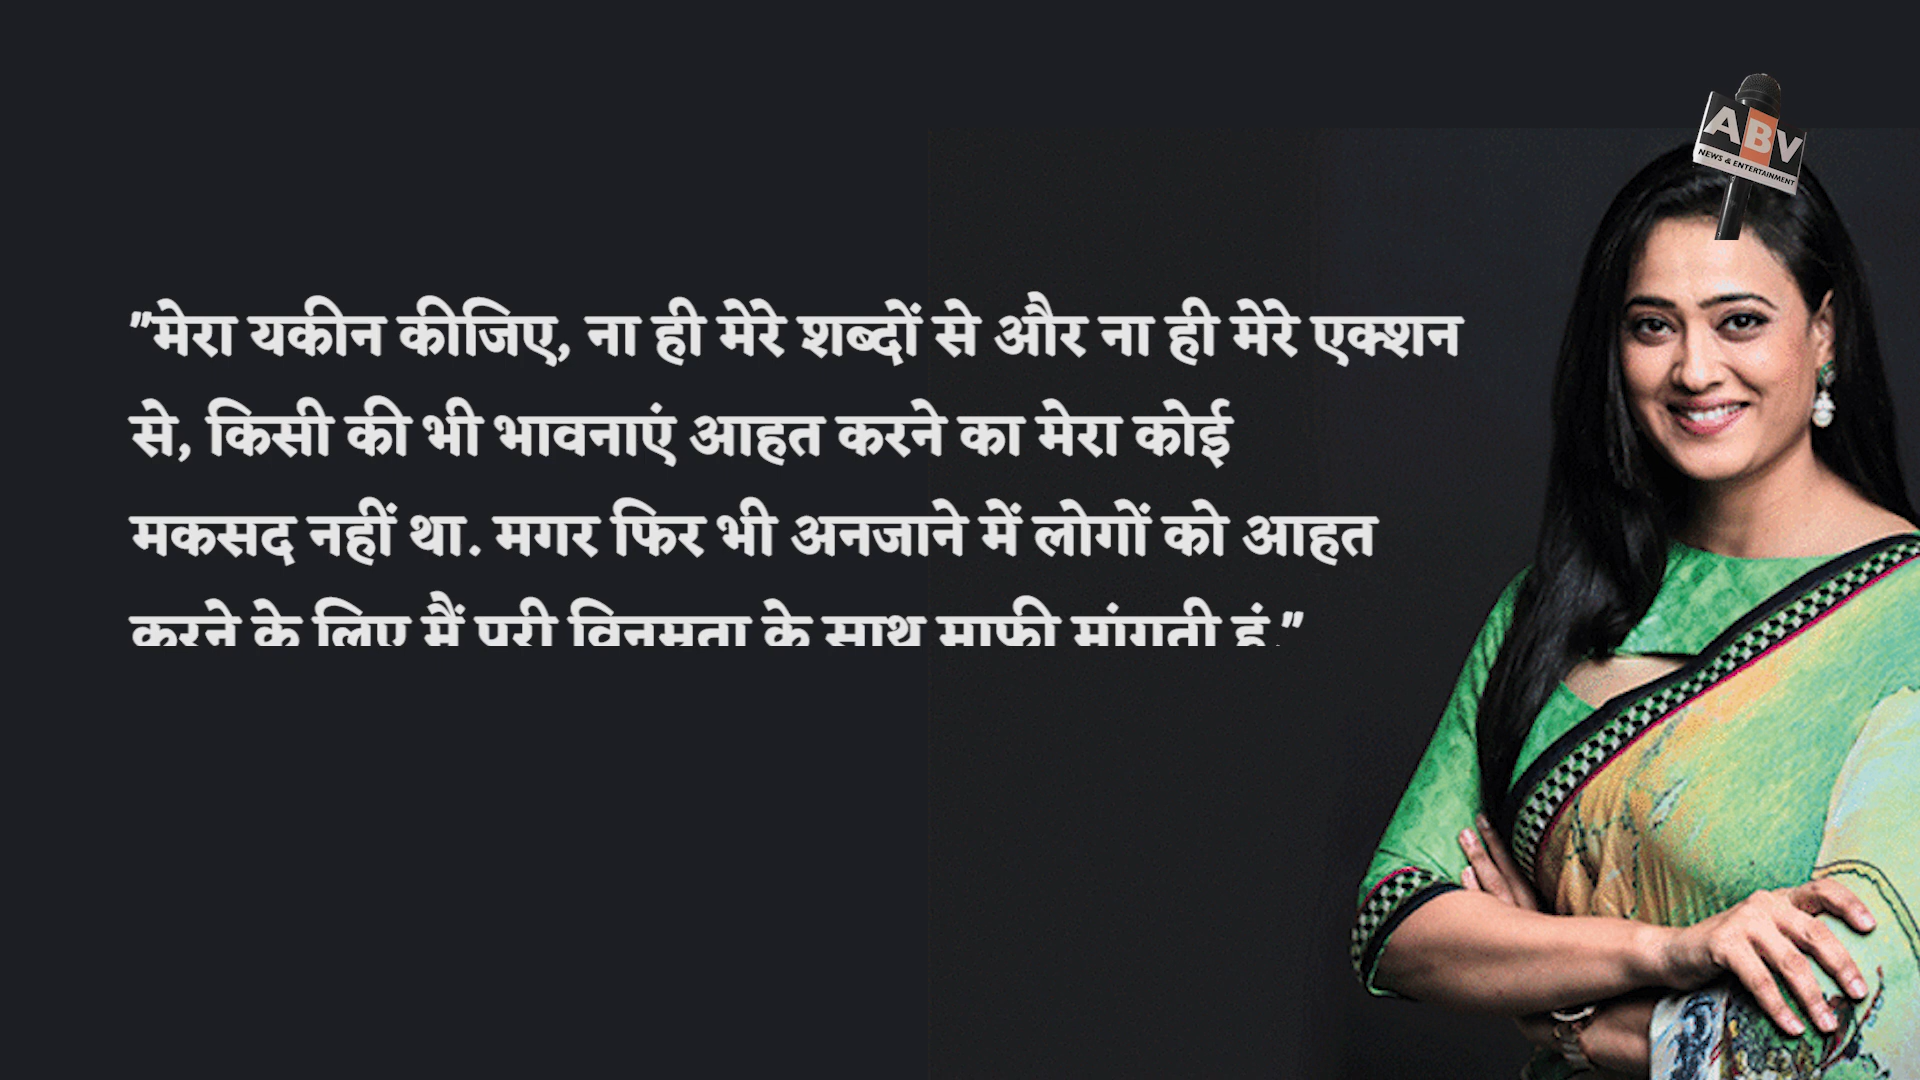 "मेरा यकीन कीजिए, ना ही मेरे शब्दों से और ना ही मेरे एक्शन
से, किसी की भी भावनाएं आहत करने का मेरा कोई
मकसद नहीं था. मगर फिर भी अनजाने में लोगों को आहत
करने के लिए मैं पूरी विनम्रता के साथ माफी मांगती हूं."
ABV
NEWS & ENTERTAINMENT